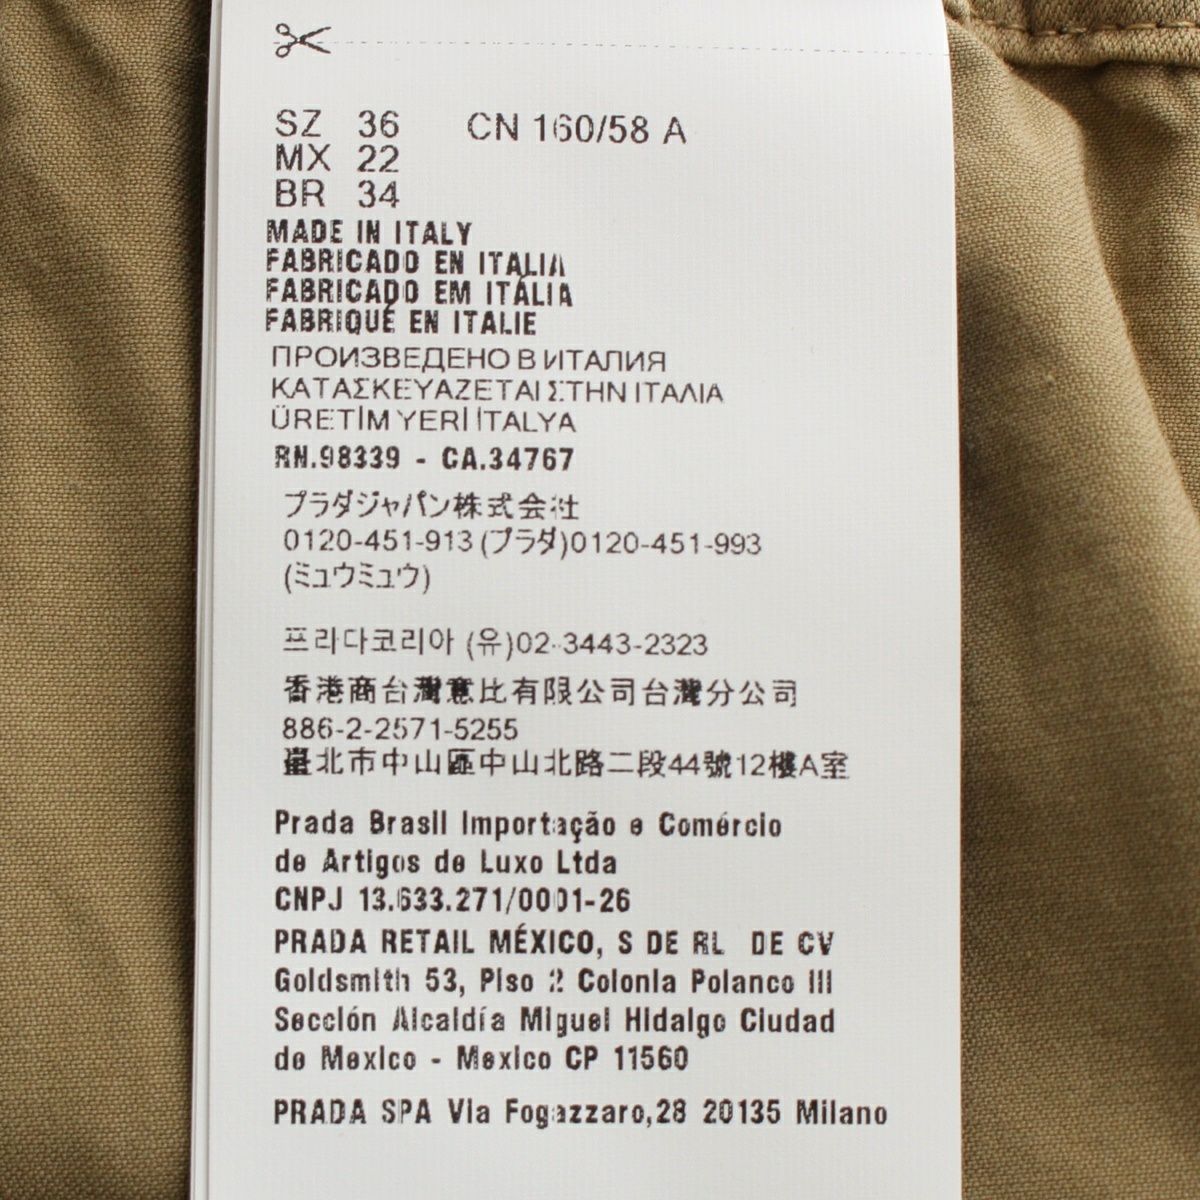 SZ 36 CN 160/58 A
MX 22
BR 34
MADE IN ITALY
FABRICADO EN ITALIA
FABRICADO EM ITÁLIA
FABRIQUÉ EN ITALIE
ПРОИЗВЕДЕНО В ИТАЛИЯ
ΚΑΤΑΣΚΕΥΑΖΕΤΑΙ ΣΤΗΝ ΙΤΑΛΙΑ
ÜRETİM YERİ İTALYA
RN.98339 - CA.34767
プラダジャパン株式会社
0120-451-913(プラダ)0120-451-993
(ミュウミュウ)
프라다코리아 (유)02-3443-2323
香港商台灣意比有限公司台灣分公司
886-2-2571-5255
臺北市中山區中山北路二段44號12樓A室
Prada Brasil Importação e Comércio
de Artigos de Luxo Ltda
CNPJ 13.633.271/0001-26
PRADA RETAIL MÉXICO, S DE RL DE CV
Goldsmith 53, Piso 2 Colonia Polanco III
Sección Alcaldía Miguel Hidalgo Ciudad
de Mexico - Mexico CP 11560
PRADA SPA Via Fogazzaro,28 20135 Milano